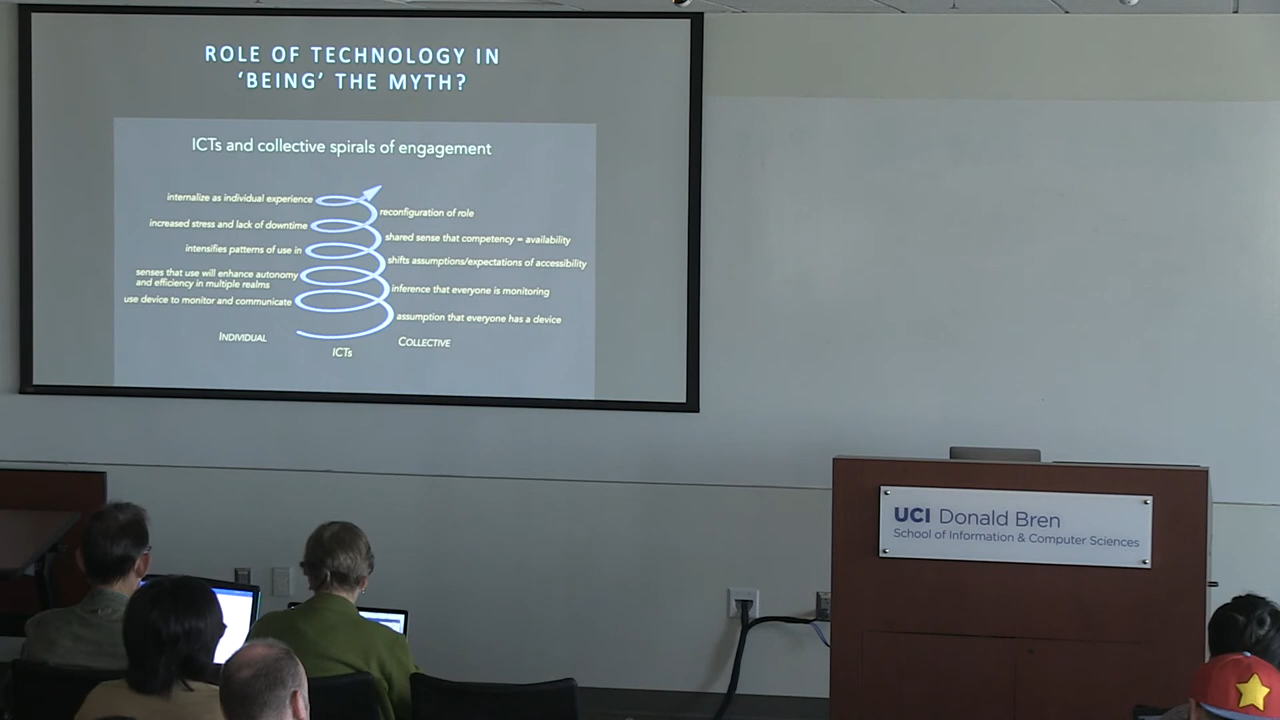 ROLE OF TECHNOLOGY IN
‘BEING’ THE MYTH?
ICTs and collective spirals of engagement
internalize as individual experience
reconfiguration of role
increased stress and lack of downtime
shared sense that competency = availability
intensifies patterns of use in
shifts assumptions/expectations of accessibility
senses that use will enhance autonomy
and efficiency in multiple realms
inference that everyone is monitoring
use device to monitor and communicate
assumption that everyone has a device
INDIVIDUAL
COLLECTIVE
ICTs
UCI Donald Bren
School of Information & Computer Sciences